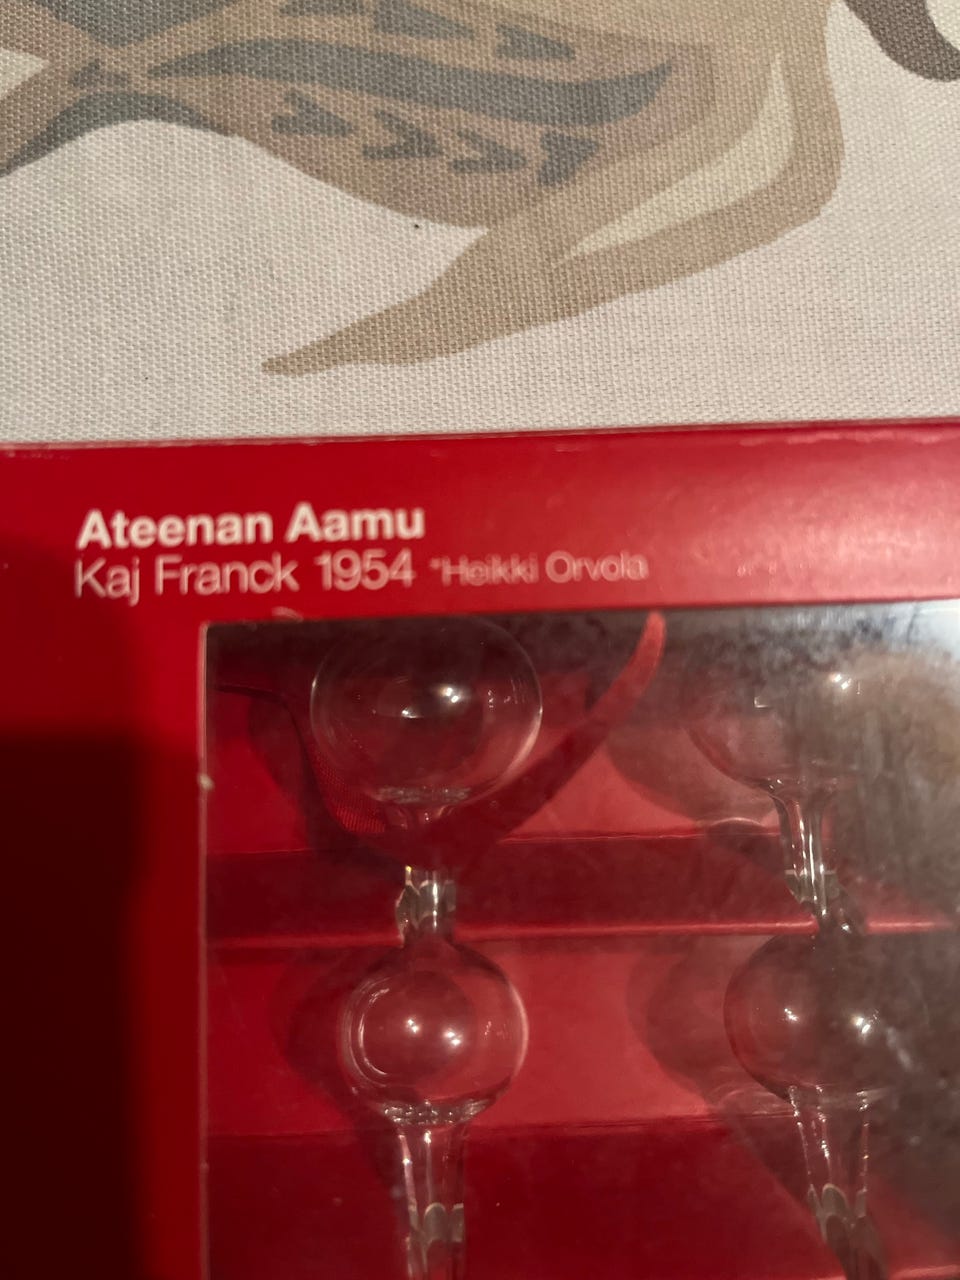 Ateenan Aamu
Kaj Franck 1954 *Heikki Orvola